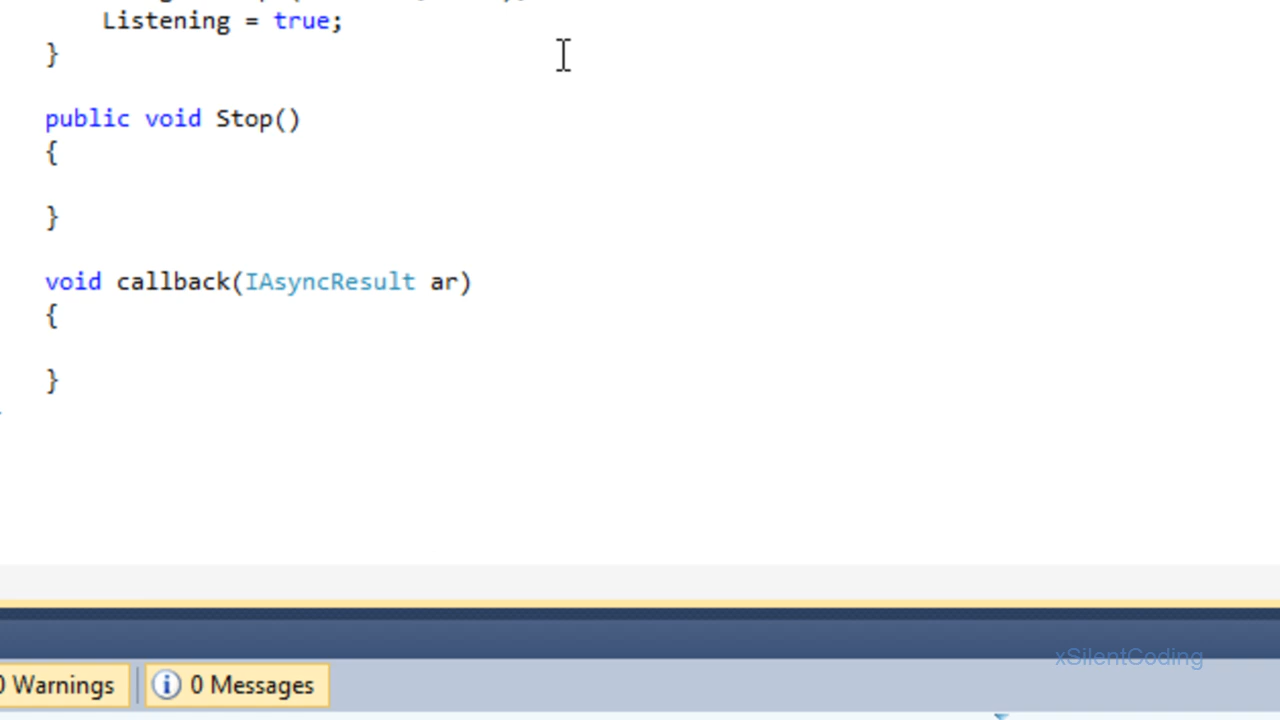 Listening = true;
}
public void Stop()
{
}
void callback(IAsyncResult ar)
{
}
xSilentCoding
0 Warnings
0 Messages